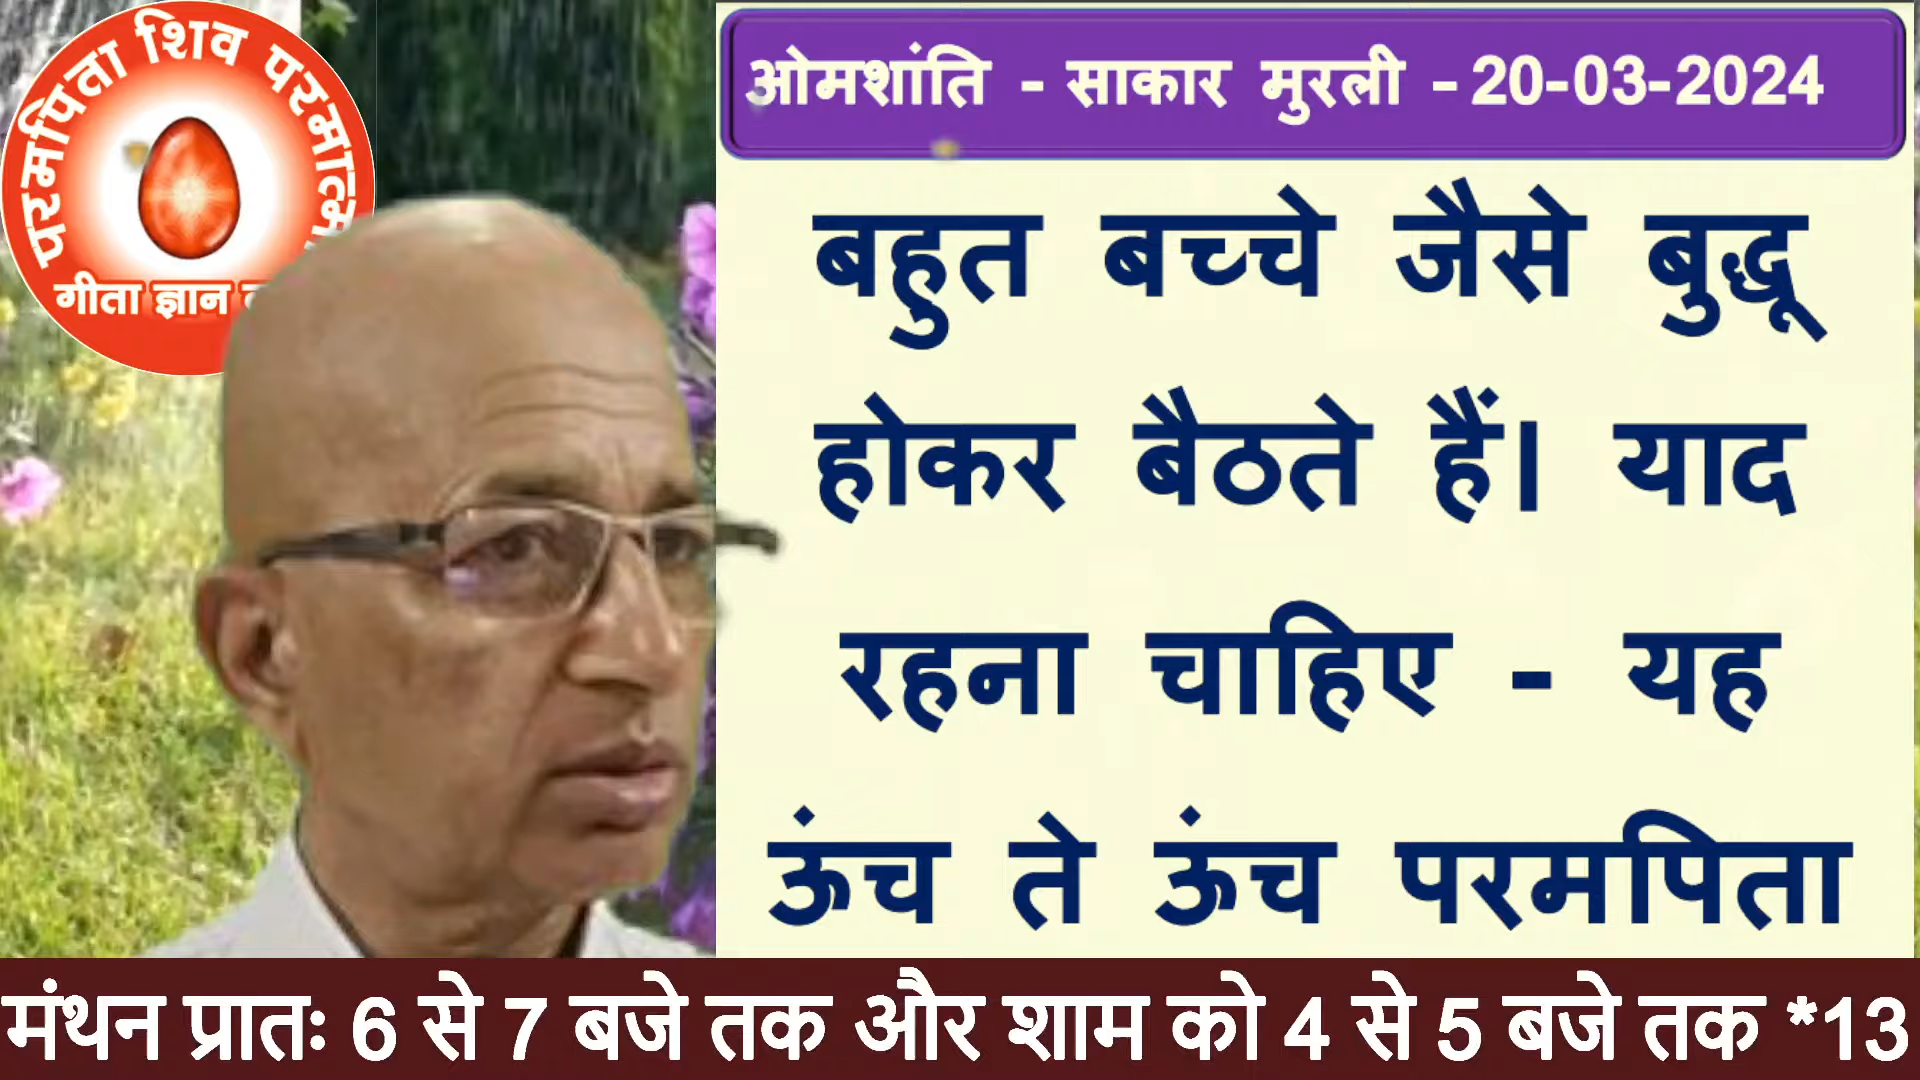 परमपिता शिव परमात्म
गीता ज्ञान
ओमशांति - साकार मुरली - 20-03-2024
बहुत बच्चे जैसे बुद्धू
होकर बैठते हैं। याद
रहना चाहिए - यह
ऊंच ते ऊंच परमपिता
मंथन प्रातः 6 से 7 बजे तक और शाम को 4 से 5 बजे तक *13